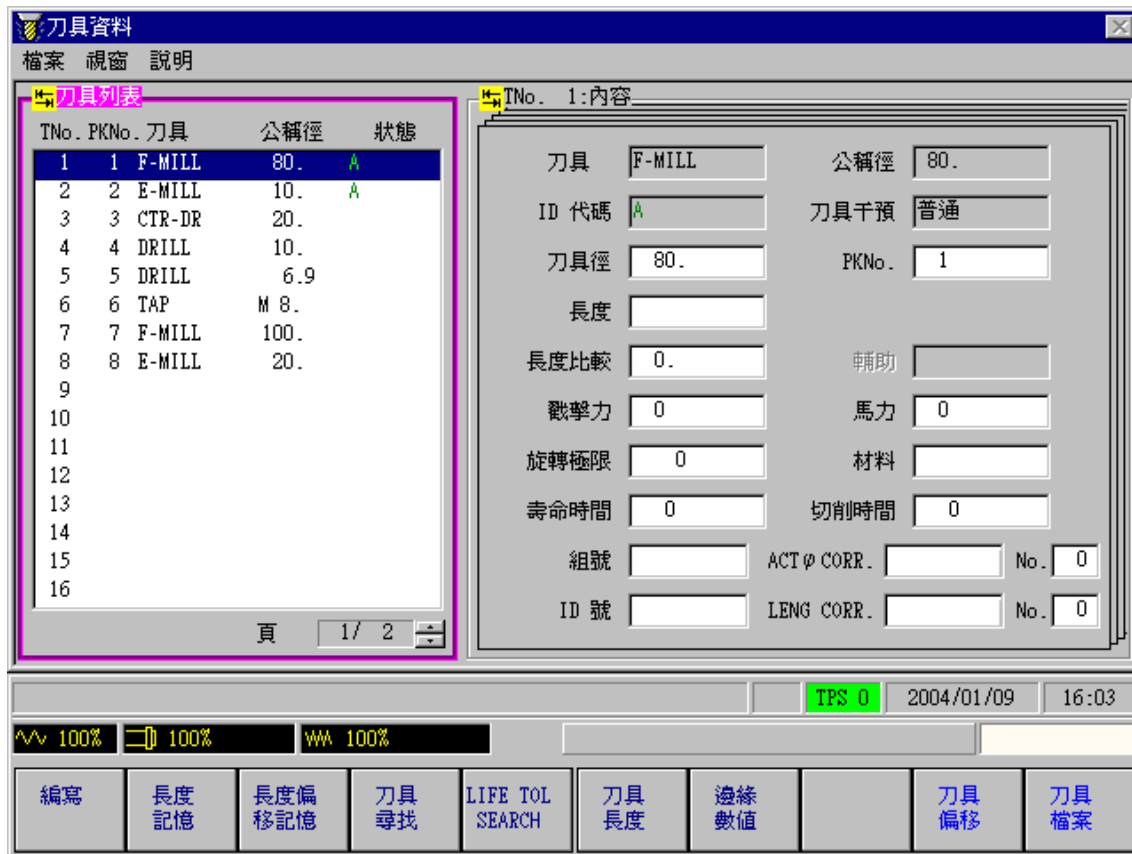 刀具資料
檔案 視窗 說明
刀具列表
TNo. PKNo. 刀具 公稱徑 狀態
1 1 F-MILL 80. A
2 2 E-MILL 10. A
3 3 CTR-DR 20.
4 4 DRILL 10.
5 5 DRILL 6.9
6 6 TAP M 8.
7 7 F-MILL 100.
8 8 E-MILL 20.
9
10
11
12
13
14
15
16
頁 1/ 2
TNo. 1:內容
刀具 F-MILL 公稱徑 80.
ID 代碼 A 刀具干預 普通
刀具徑 80. PKNo. 1
長度
長度比較 0. 輔助
戳擊力 0 馬力 0
旋轉極限 0 材料
壽命時間 0 切削時間 0
組號 ACTφ CORR. No. 0
ID 號 LENG CORR. No. 0
TPS 0 2004/01/09 16:03
100% 100% 100%
編寫
長度
記憶
長度偏
移記憶
刀具
尋找
LIFE TOL
SEARCH
刀具
長度
邊緣
數值
刀具
偏移
刀具
檔案